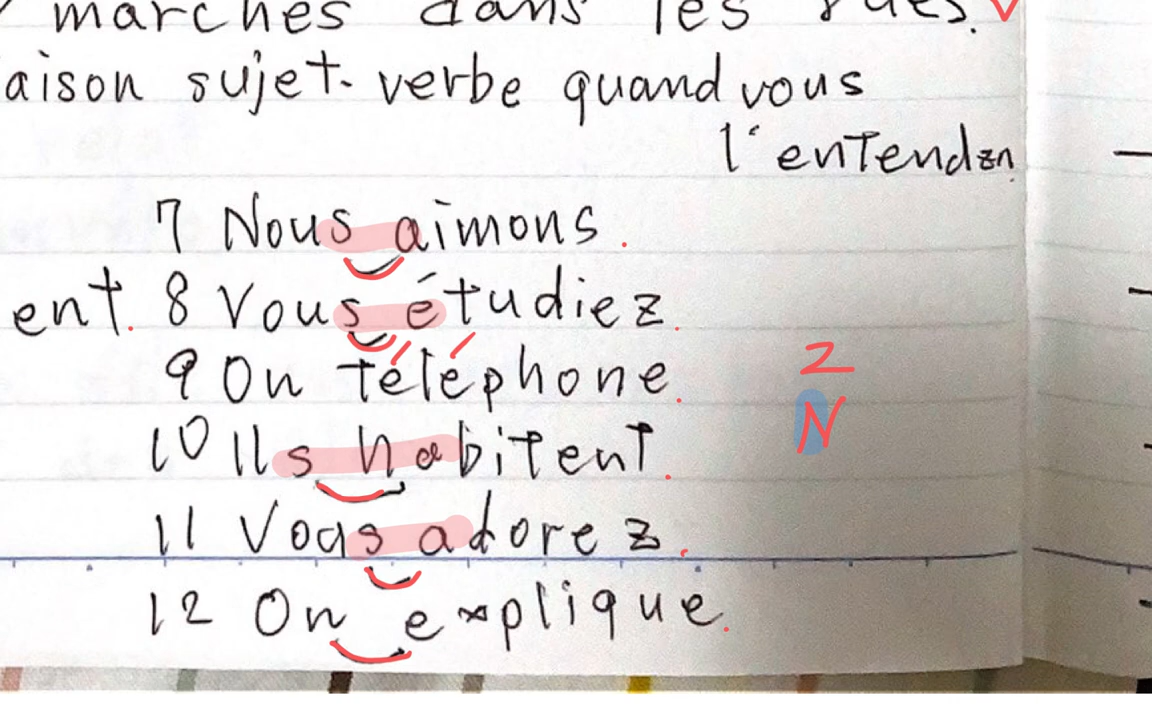 marches dans les rues.
aison sujet-verbe quand vous
l'entendez
7 Nous aimons.
ent. 8 Vous étudiez.
9 On téléphone.
Z
N
10 Ils habitent.
11 Vous adorez.
12 On explique.